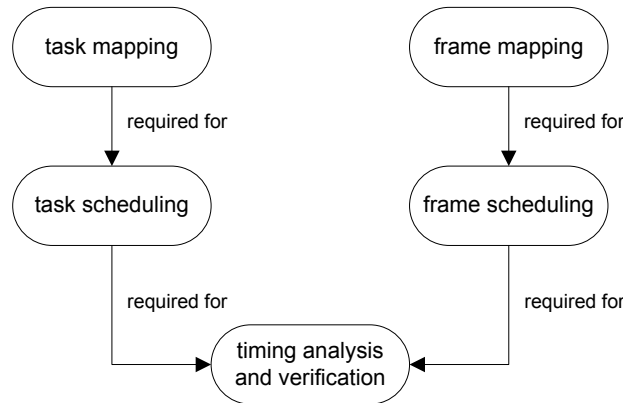 task mapping
frame mapping
required for
required for
task scheduling
frame scheduling
required for
required for
timing analysis
and verification